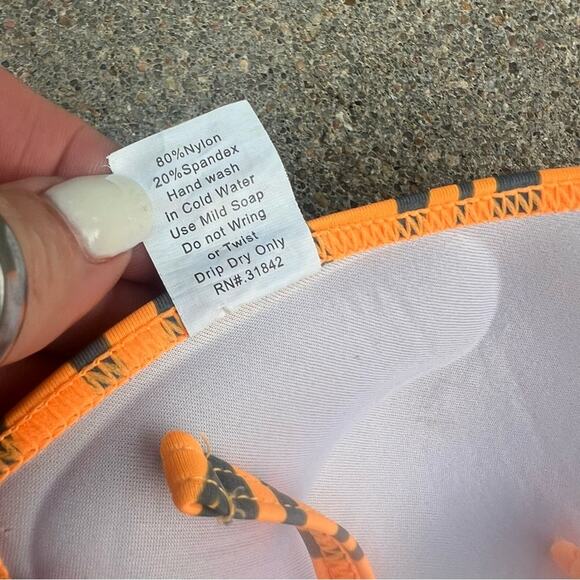 80%Nylon
20%Spandex
Hand wash
In Cold Water
Use Mild Soap
Do not Wring
or Twist
Drip Dry Only
RN#.31842